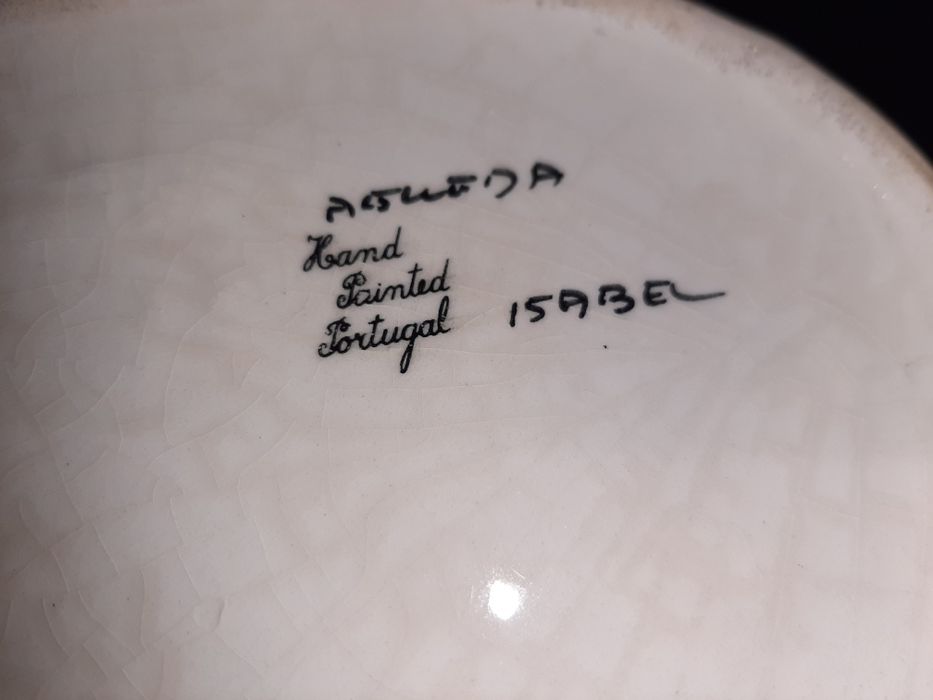 AGUEDA
Hand
Painted
Portugal ISABEL